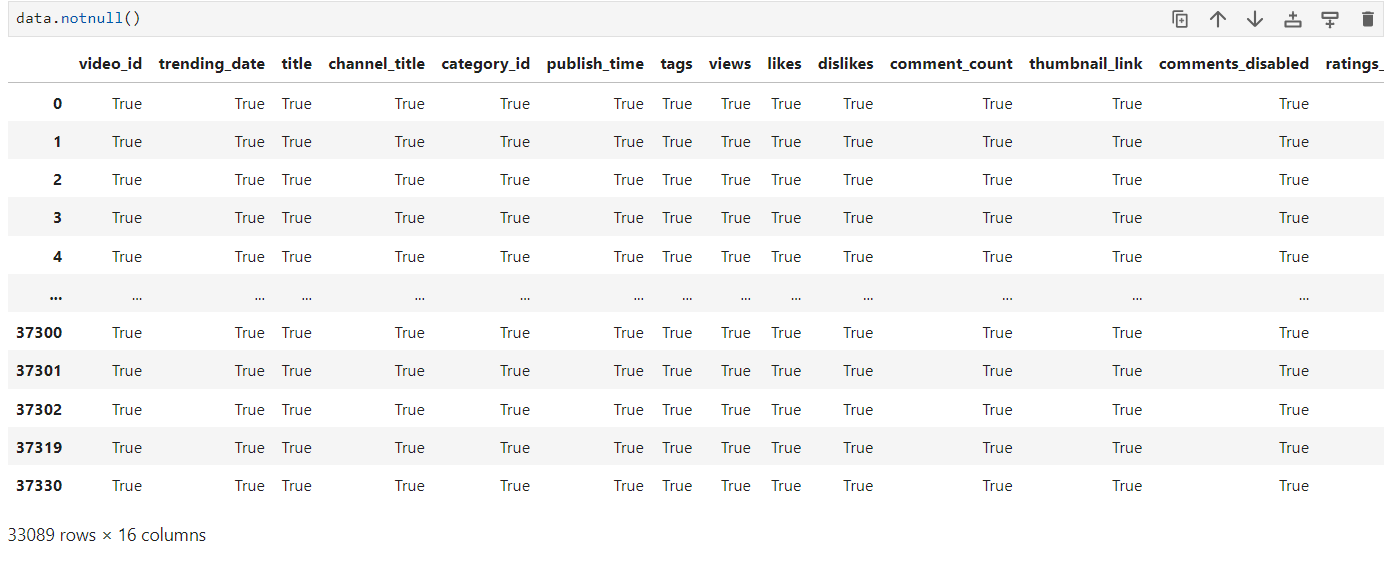 data.notnull()
video_id trending_date title channel_title category_id publish_time tags views likes dislikes comment_count thumbnail_link comments_disabled ratings_
0 True True True True True True True True True True True True True
1 True True True True True True True True True True True True True
2 True True True True True True True True True True True True True
3 True True True True True True True True True True True True True
4 True True True True True True True True True True True True True
... ... ... ... ... ... ... ... ... ... ... ... ... ...
37300 True True True True True True True True True True True True True
37301 True True True True True True True True True True True True True
37302 True True True True True True True True True True True True True
37319 True True True True True True True True True True True True True
37330 True True True True True True True True True True True True True
33089 rows × 16 columns